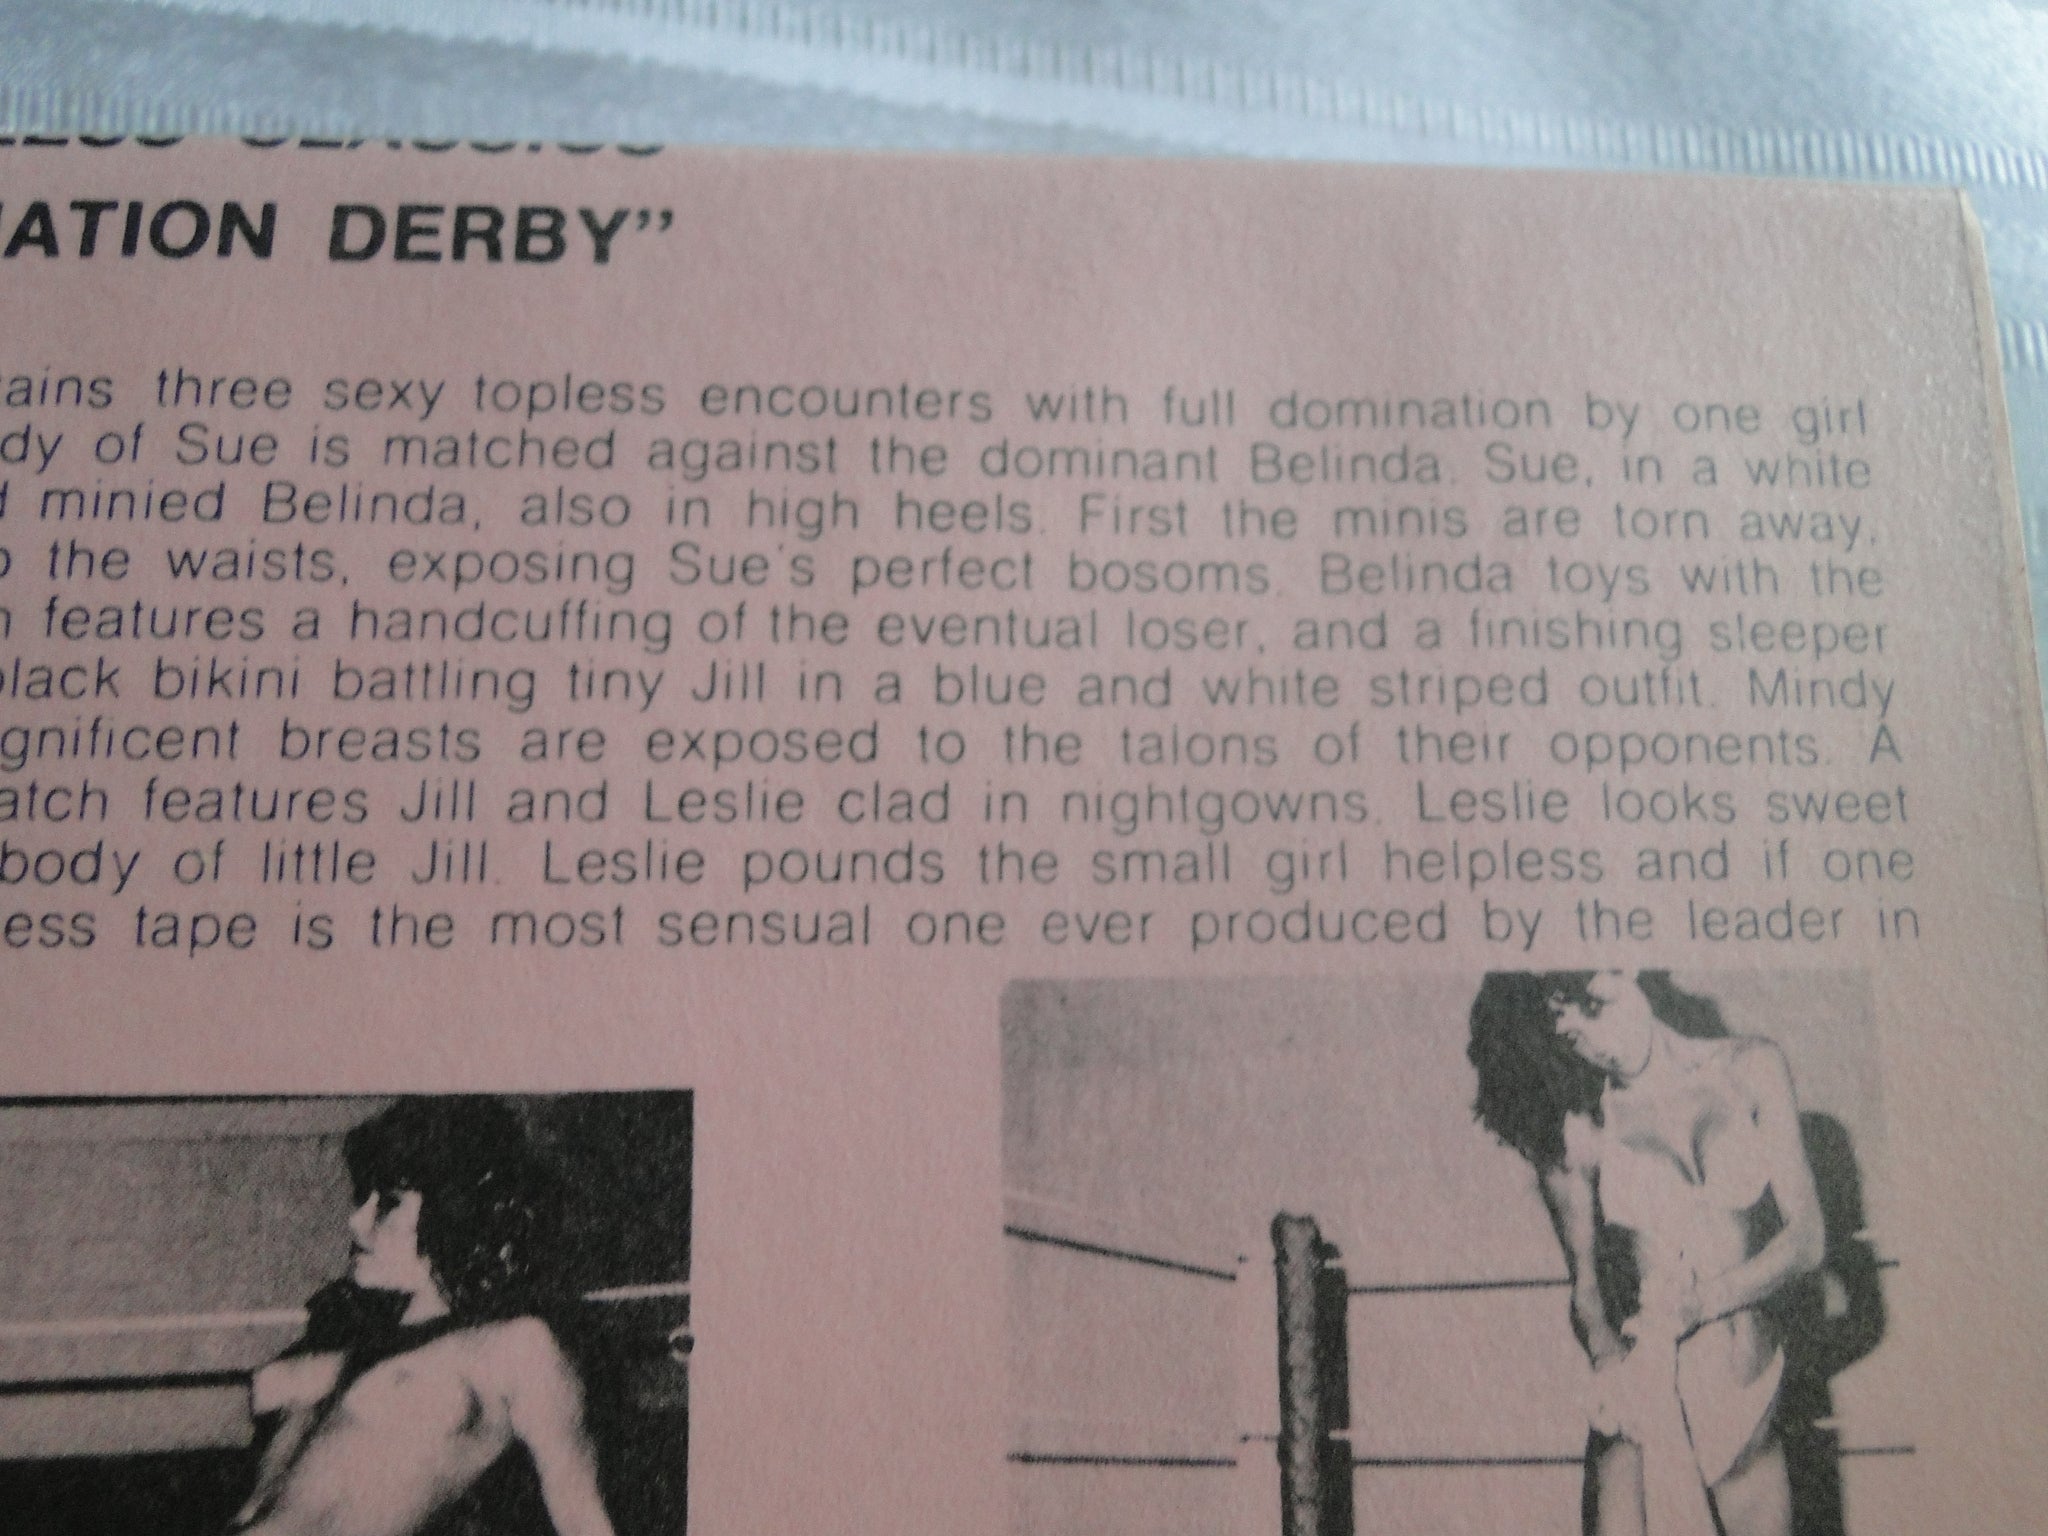 LESS CLASSICS
ATION DERBY”
ains three sexy topless encounters with full domination by one girl
dy of Sue is matched against the dominant Belinda. Sue, in a white
minied Belinda, also in high heels. First the minis are torn away,
the waists, exposing Sue's perfect bosoms. Belinda toys with the
features a handcuffing of the eventual loser, and a finishing sleeper
black bikini battling tiny Jill in a blue and white striped outfit. Mindy
gnificent breasts are exposed to the talons of their opponents. A
atch features Jill and Leslie clad in nightgowns. Leslie looks sweet
body of little Jill. Leslie pounds the small girl helpless and if one
ess tape is the most sensual one ever produced by the leader in